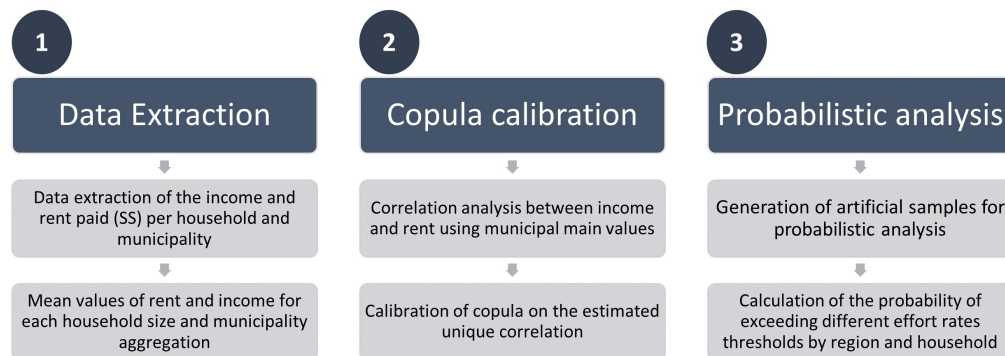 1
Data Extraction
Data extraction of the income and
rent paid (SS) per household and
municipality
Mean values of rent and income for
each household size and municipality
aggregation
2
Copula calibration
Correlation analysis between income
and rent using municipal main values
Calibration of copula on the estimated
unique correlation
3
Probabilistic analysis
Generation of artificial samples for
probabilistic analysis
Calculation of the probability of
exceeding different effort rates
thresholds by region and household